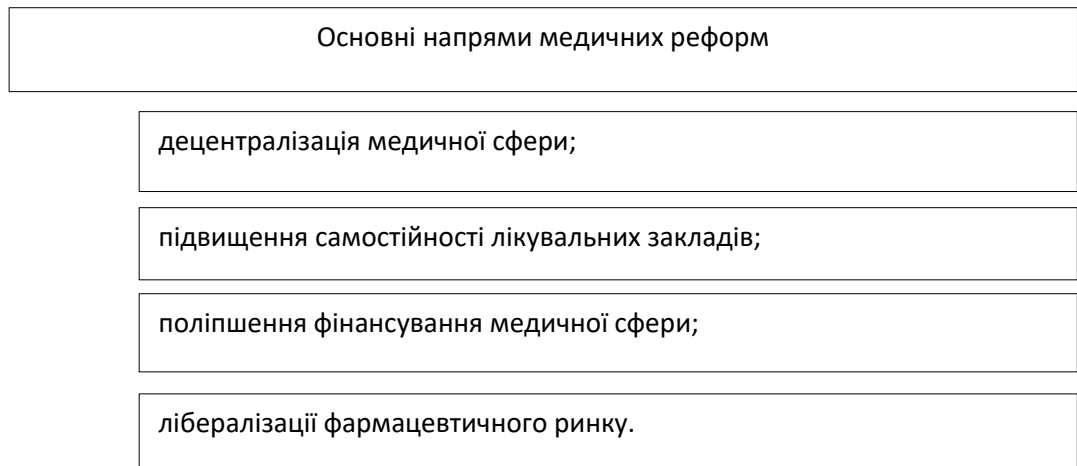 Основні напрями медичних реформ
децентралізація медичної сфери;
підвищення самостійності лікувальних закладів;
поліпшення фінансування медичної сфери;
лібералізації фармацевтичного ринку.